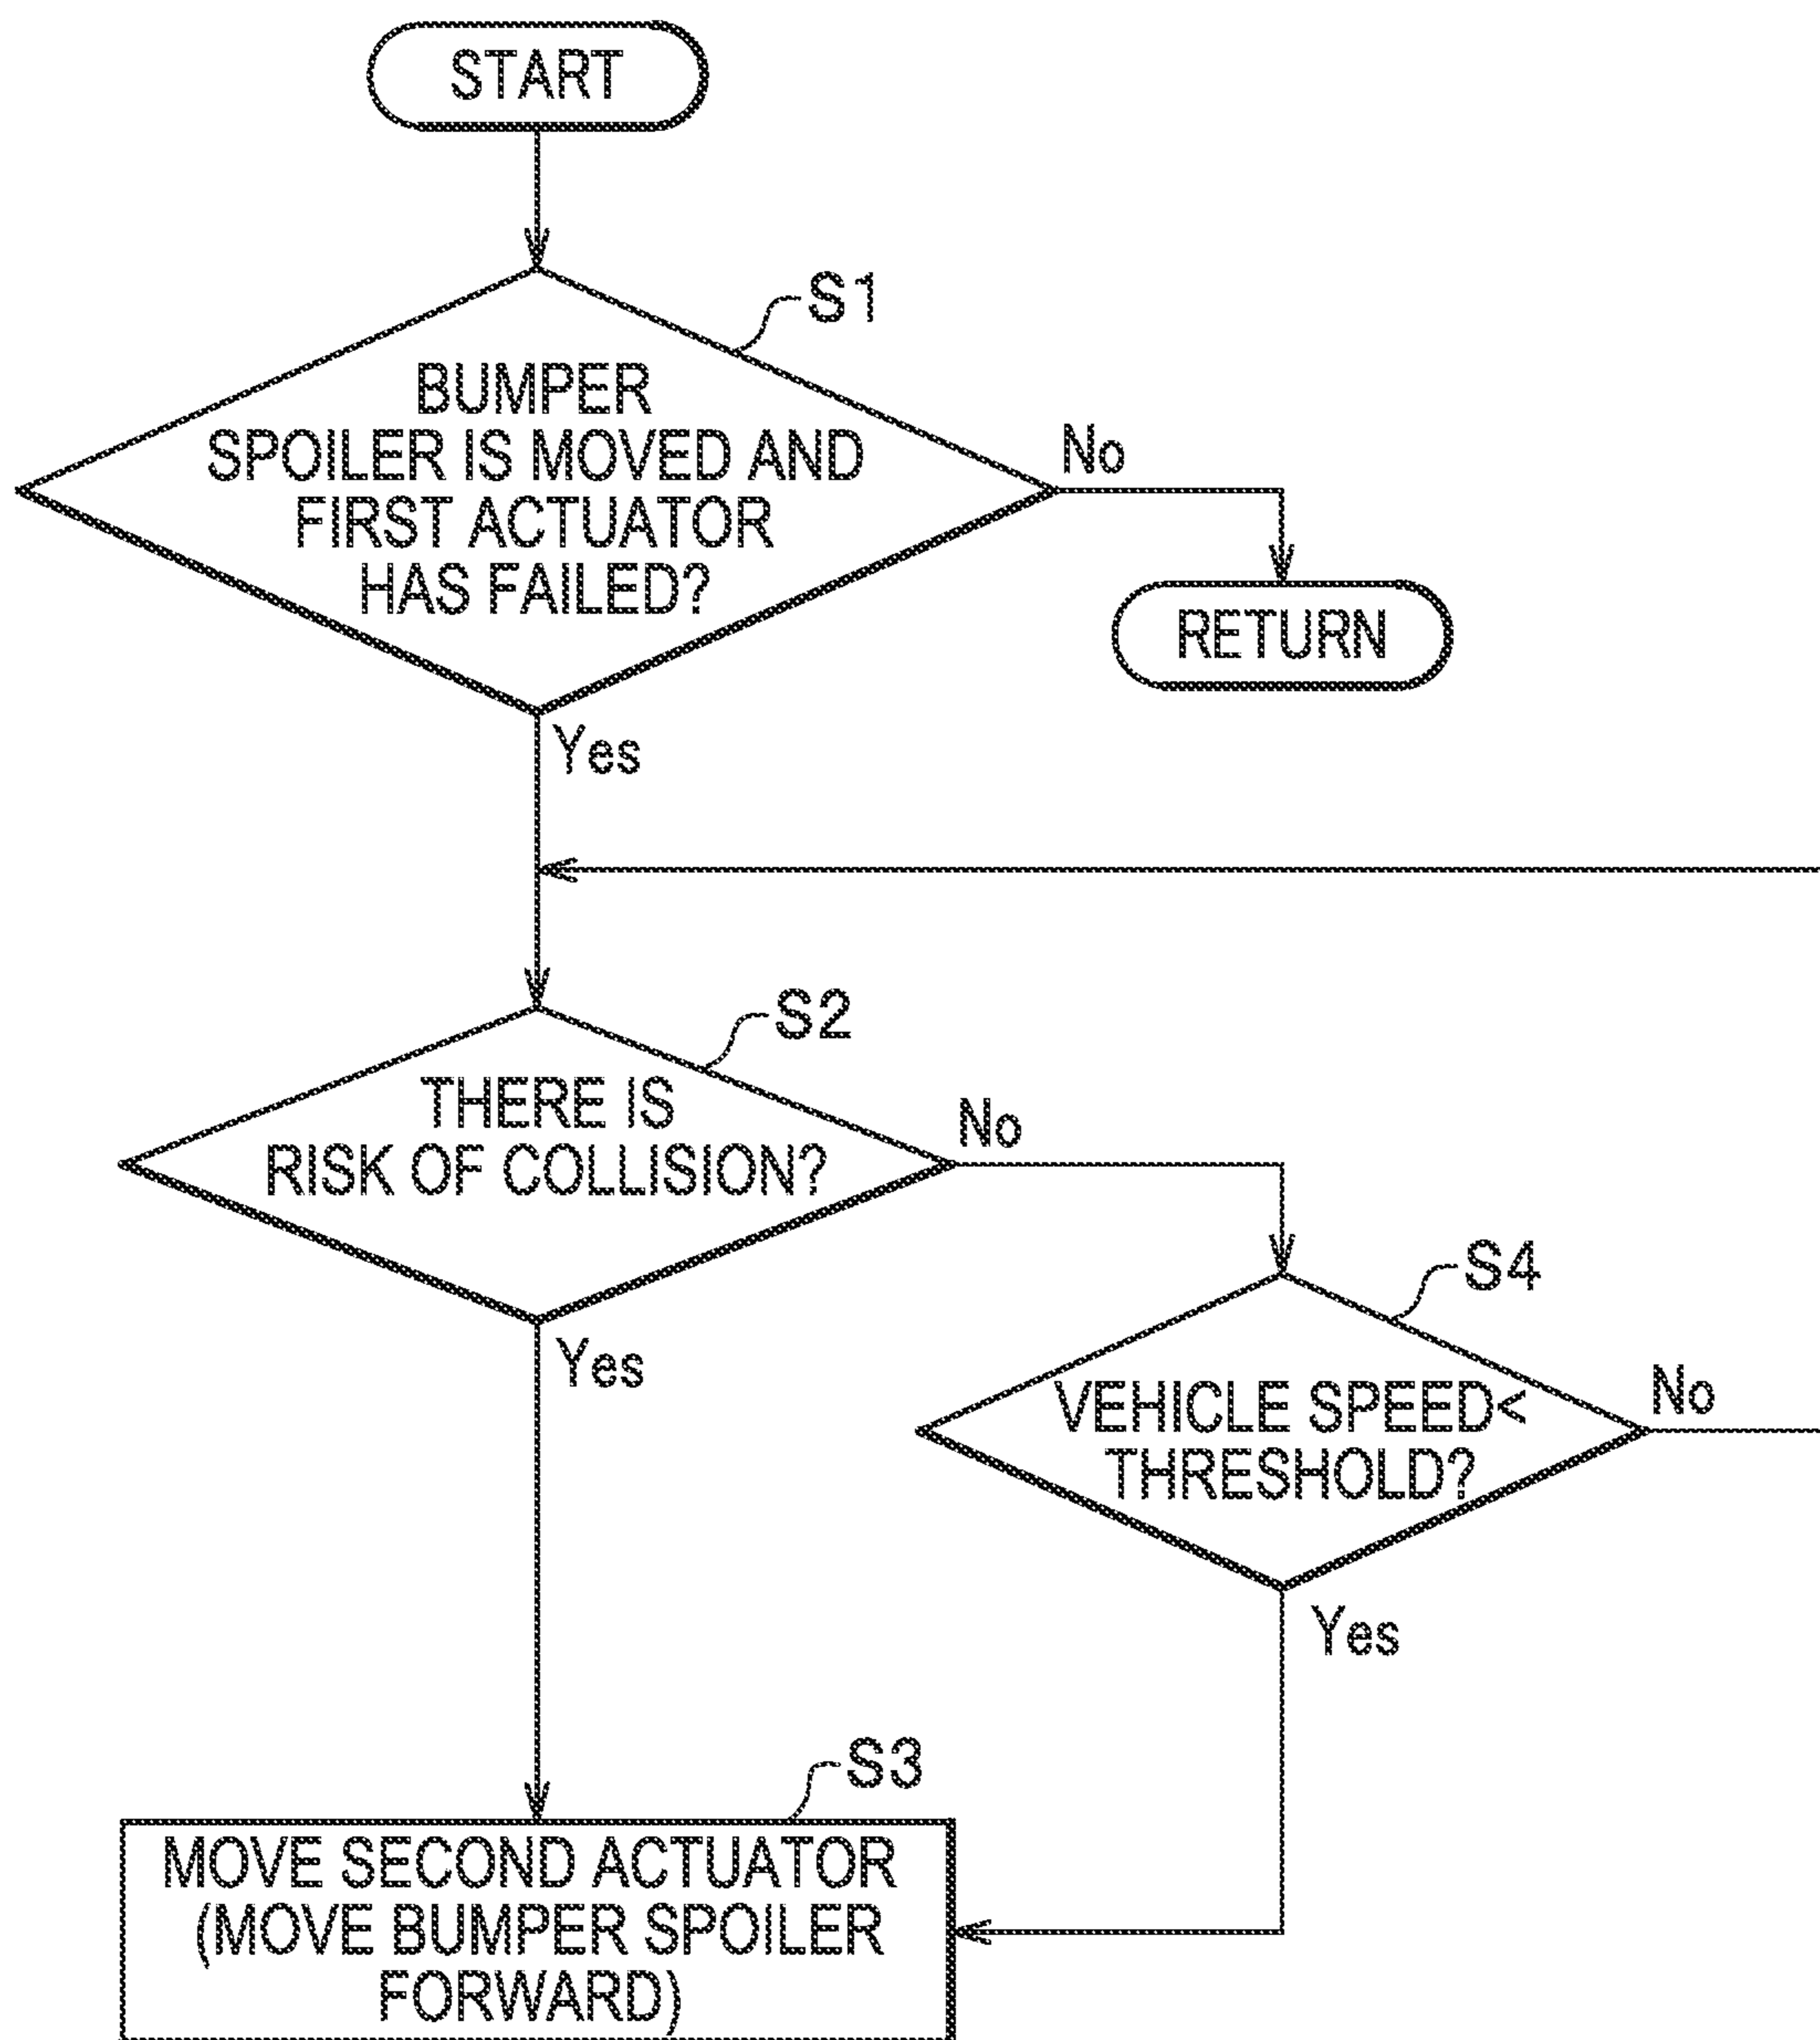 START
S1
BUMPER
SPOILER IS MOVED AND
FIRST ACTUATOR
HAS FAILED?
No
RETURN
Yes
S2
THERE IS
RISK OF COLLISION?
No
Yes
S4
VEHICLE SPEED<
THRESHOLD?
No
Yes
S3
MOVE SECOND ACTUATOR
(MOVE BUMPER SPOILER
FORWARD)